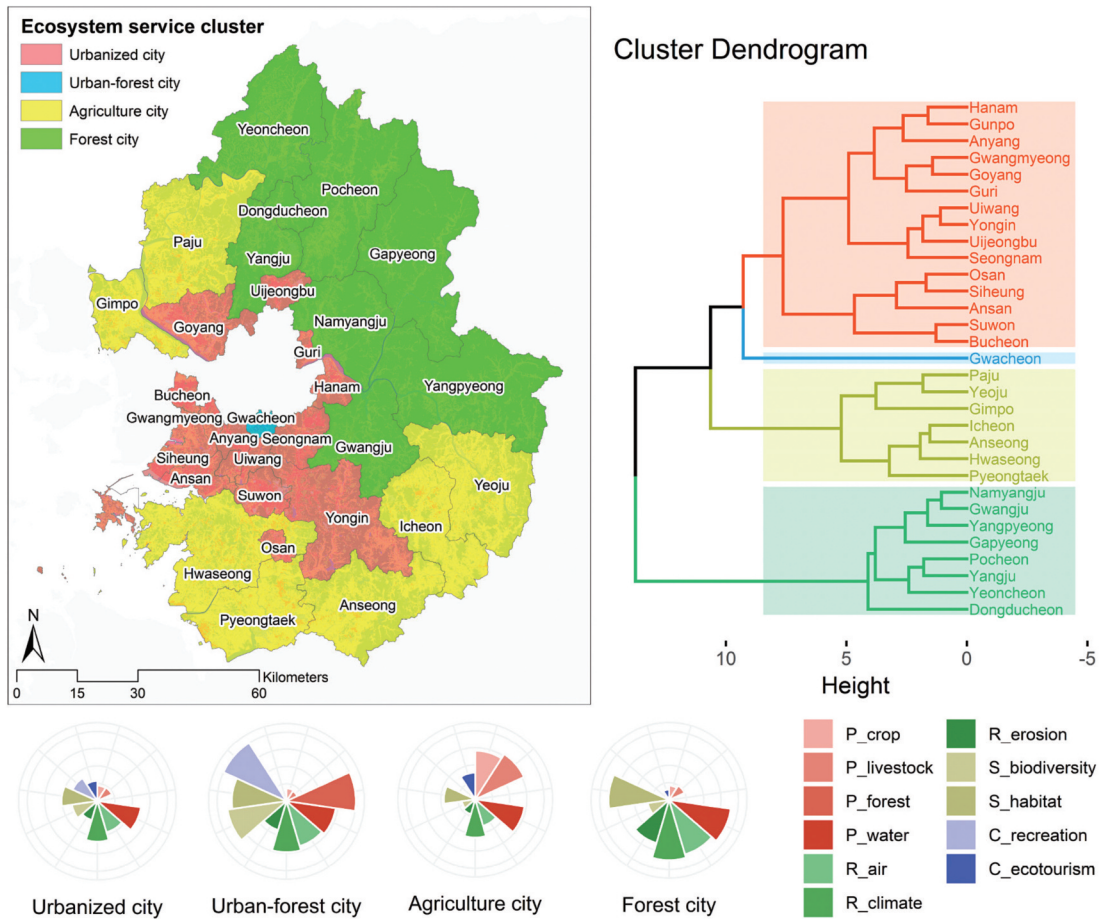 Ecosystem service cluster
Urbanized city
Urban-forest city
Agriculture city
Forest city
Yeoncheon
Pocheon
Dongducheon
Paju
Gapyeong
Yangju
Uijeongbu
Gimpo
Goyang
Namyangju
Guri
Hanam
Yangpyeong
Bucheon
Gwangmyeong
Gwacheon
Anyang
Seongnam
Gwangju
Siheung
Uiwang
Ansan
Suwon
Yeoju
Yongin
Icheon
Osan
Hwaseong
Anseong
Pyeongtaek
N
Kilometers
0 15 30 60
Cluster Dendrogram
Hanam
Gunpo
Anyang
Gwangmyeong
Goyang
Guri
Uiwang
Yongin
Uijeongbu
Seongnam
Osan
Siheung
Ansan
Suwon
Bucheon
Gwacheon
Paju
Yeoju
Gimpo
Icheon
Anseong
Hwaseong
Pyeongtaek
Namyangju
Gwangju
Yangpyeong
Gapyeong
Pocheon
Yangju
Yeoncheon
Dongducheon
10 5 0 -5
Height
Urbanized city
Urban-forest city
Agriculture city
Forest city
P_crop
P_livestock
P_forest
P_water
R_air
R_climate
R_erosion
S_biodiversity
S_habitat
C_recreation
C_ecotourism